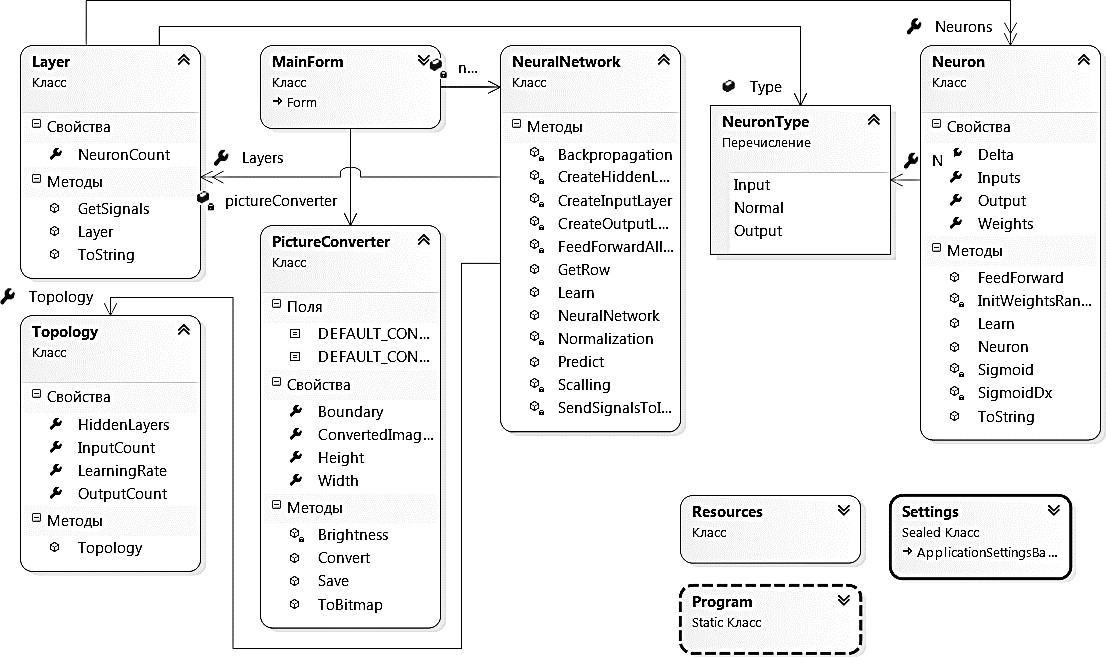 Layer
Класс
Свойства
NeuronCount
Методы
GetSignals
Layer
ToString
MainForm
Класс
Form
n...
NeuralNetwork
Класс
Методы
Backpropagation
CreateHiddenL...
CreateInputLayer
CreateOutputL...
FeedForwardAll...
GetRow
Learn
NeuralNetwork
Normalization
Predict
Scalling
SendSignalsToI...
Type
NeuronType
Перечисление
Input
Normal
Output
Neurons
Neuron
Класс
Свойства
Delta
Inputs
Output
Weights
Методы
FeedForward
InitWeightsRan...
Learn
Neuron
Sigmoid
SigmoidDx
ToString
N
Layers
pictureConverter
PictureConverter
Класс
Поля
DEFAULT_CON...
DEFAULT_CON...
Свойства
Boundary
ConvertedImag...
Height
Width
Методы
Brightness
Convert
Save
ToBitmap
Topology
Topology
Класс
Свойства
HiddenLayers
InputCount
LearningRate
OutputCount
Методы
Topology
Resources
Класс
Settings
Sealed Класс
ApplicationSettingsBa...
Program
Static Класс